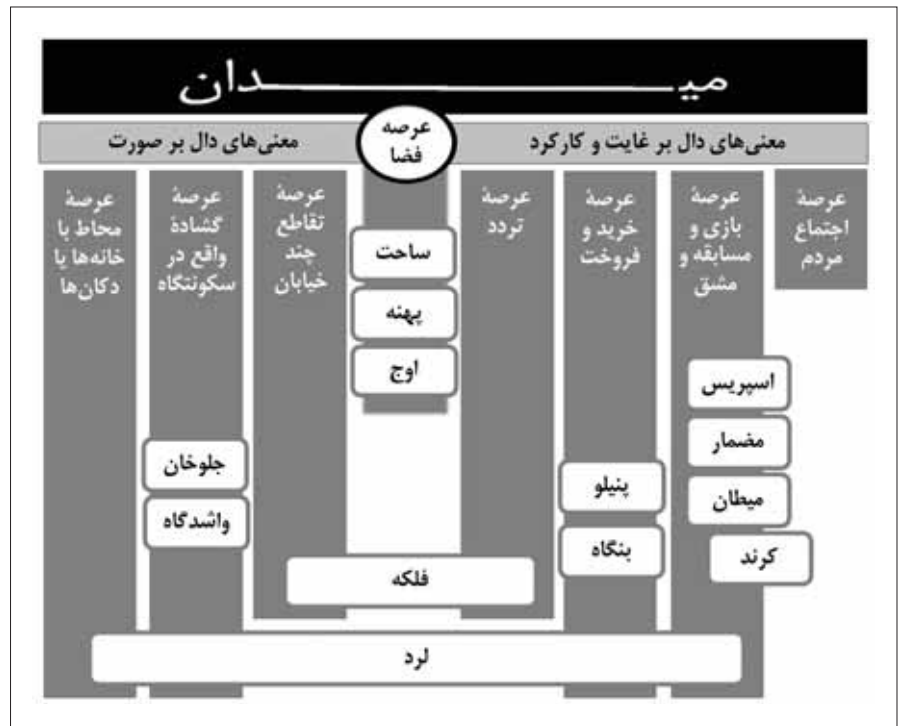 میـــــدان
معنی‌های دال بر غایت و کارکرد
عرصه
فضا
معنی‌های دال بر صورت
عرصهٔ
اجتماع
مردم
عرصهٔ
بازی و
مسابقه و
مشق
عرصهٔ
خرید و
فروخت
عرصهٔ
تردد
عرصهٔ
تقاطع
چند
خیابان
عرصهٔ
گشادهٔ
واقع در
سکونتگاه
عرصهٔ
محاط با
خانه‌ها یا
دکان‌ها
ساحت
پهنه
اوج
اسپریس
مضمار
میطان
کرند
پنیلو
بنگاه
جلوخان
واشدگاه
فلکه
لرد